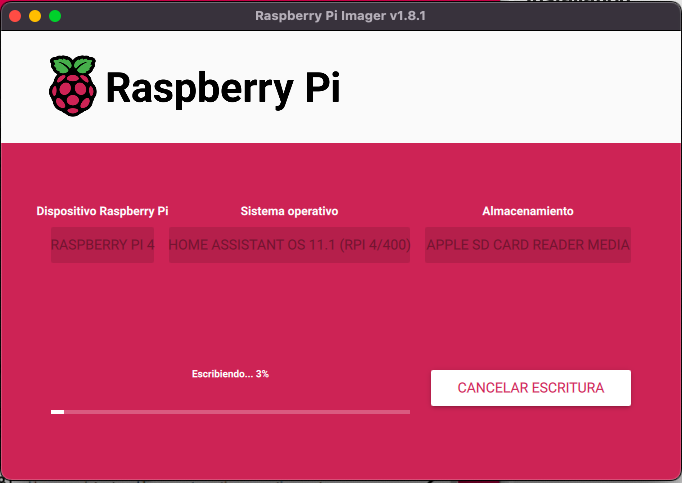 Raspberry Pi Imager v1.8.1
Raspberry Pi
Dispositivo Raspberry Pi
Sistema operativo
Almacenamiento
RASPBERRY PI 4
HOME ASSISTANT OS 11.1 (RPI 4/400)
APPLE SD CARD READER MEDIA
Escribiendo... 3%
CANCELAR ESCRITURA